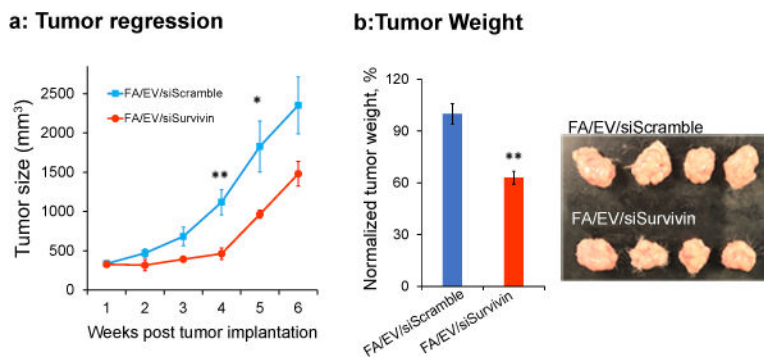 a: Tumor regression
Tumor size (mm³)
2500
2000
1500
1000
500
0
FA/EV/siScramble
FA/EV/siSurvivin
**
*
1 2 3 4 5 6
Weeks post tumor implantation
b:Tumor Weight
Normalized tumor weight, %
120
90
60
30
0
**
FA/EV/siScramble
FA/EV/siSurvivin
FA/EV/siScramble
FA/EV/siSurvivin